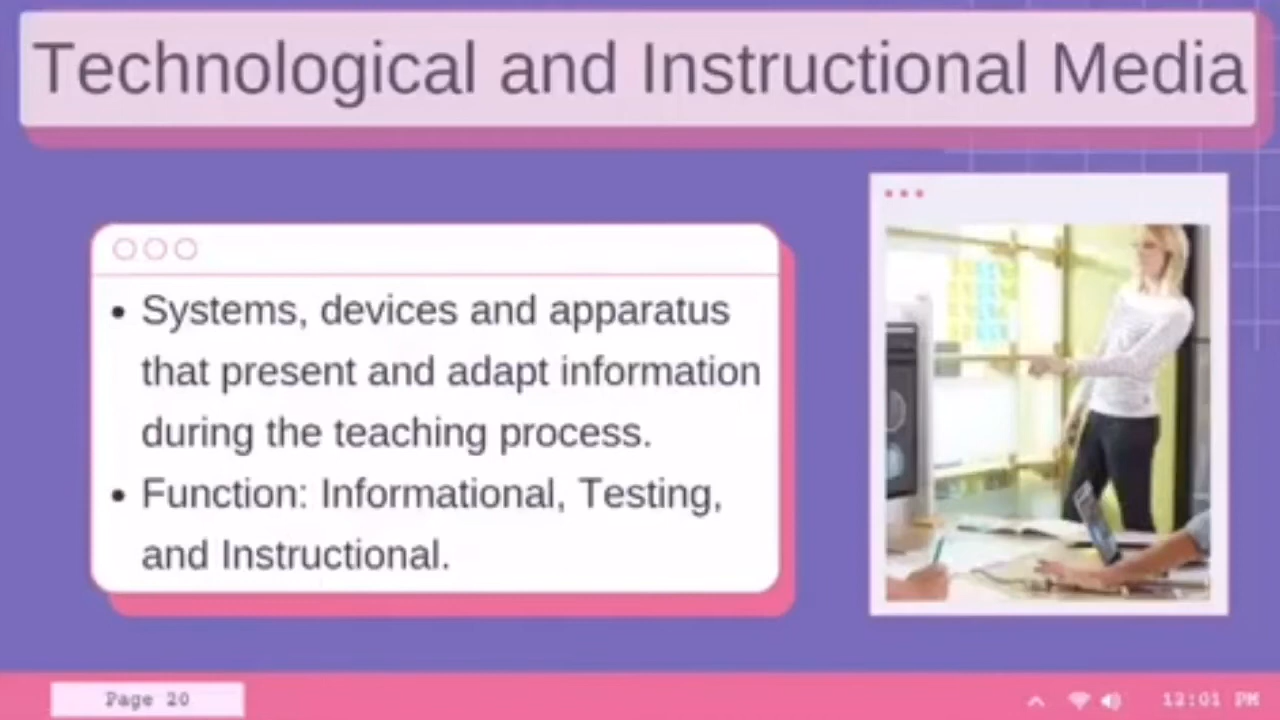 Technological and Instructional Media
• Systems, devices and apparatus
that present and adapt information
during the teaching process.
• Function: Informational, Testing,
and Instructional.
Page 20
12:01 PM